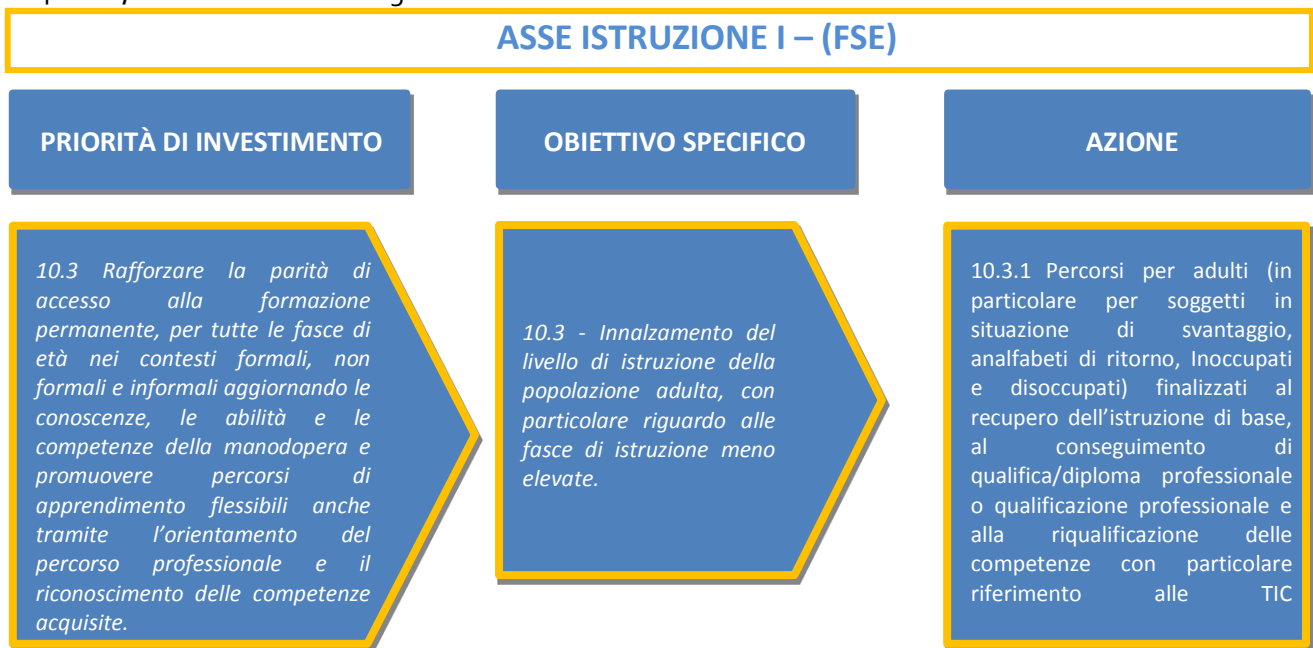 ASSE ISTRUZIONE I – (FSE)
PRIORITÀ DI INVESTIMENTO
OBIETTIVO SPECIFICO
AZIONE
10.3 Rafforzare la parità di
accesso alla formazione
permanente, per tutte le fasce di
età nei contesti formali, non
formali e informali aggiornando le
conoscenze, le abilità e le
competenze della manodopera e
promuovere percorsi di
apprendimento flessibili anche
tramite l’orientamento del
percorso professionale e il
riconoscimento delle competenze
acquisite.
10.3 - Innalzamento del
livello di istruzione della
popolazione adulta, con
particolare riguardo alle
fasce di istruzione meno
elevate.
10.3.1 Percorsi per adulti (in
particolare per soggetti in
situazione di svantaggio,
analfabeti di ritorno, Inoccupati
e disoccupati) finalizzati al
recupero dell’istruzione di base,
al conseguimento di
qualifica/diploma professionale
o qualificazione professionale e
alla riqualificazione delle
competenze con particolare
riferimento alle TIC